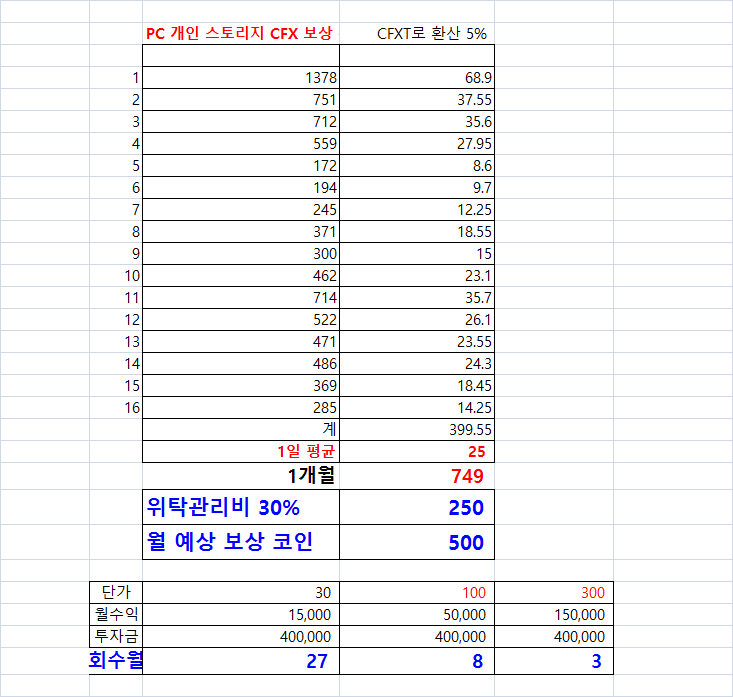 PC 개인 스토리지 CFX 보상 CFXT로 환산 5%
1 1378 68.9
2 751 37.55
3 712 35.6
4 559 27.95
5 172 8.6
6 194 9.7
7 245 12.25
8 371 18.55
9 300 15
10 462 23.1
11 714 35.7
12 522 26.1
13 471 23.55
14 486 24.3
15 369 18.45
16 285 14.25
계 399.55
1일 평균 25
1개월 749
위탁관리비 30% 250
월 예상 보상 코인 500
단가 30 100 300
월수익 15,000 50,000 150,000
투자금 400,000 400,000 400,000
회수월 27 8 3